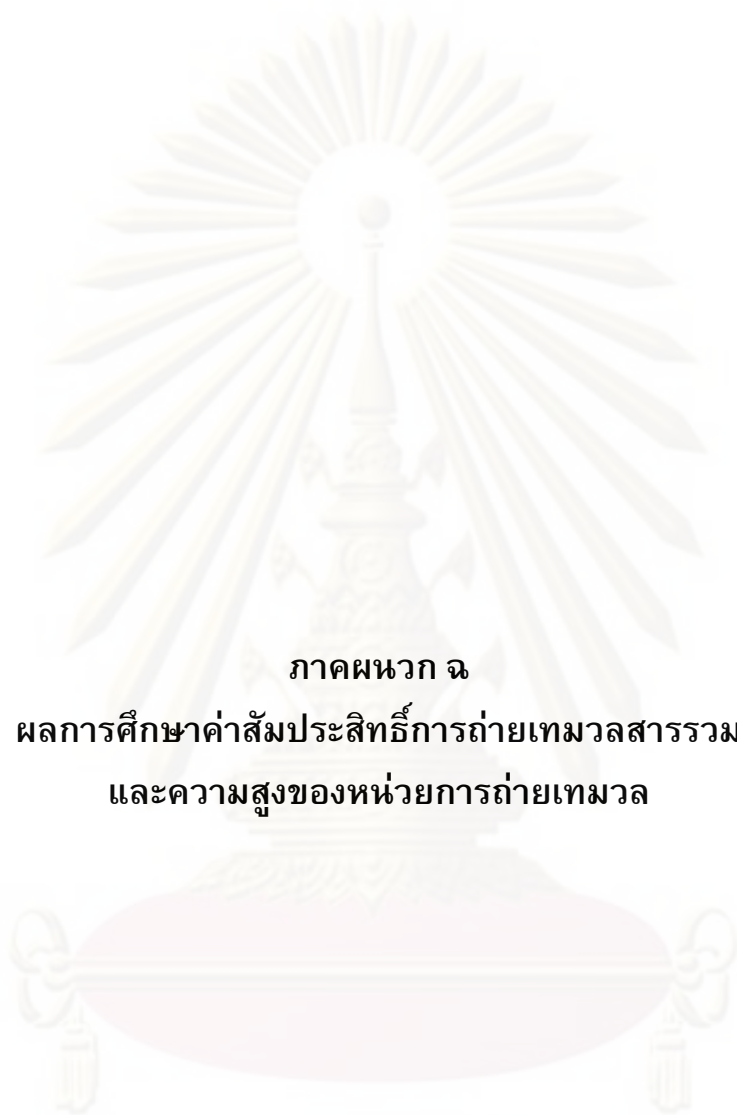 ภาคผนวก ฉ
ผลการศึกษาค่าสัมประสิทธิ์การถ่ายเทมวลสารรวม
และความสูงของหน่วยการถ่ายเทมวล